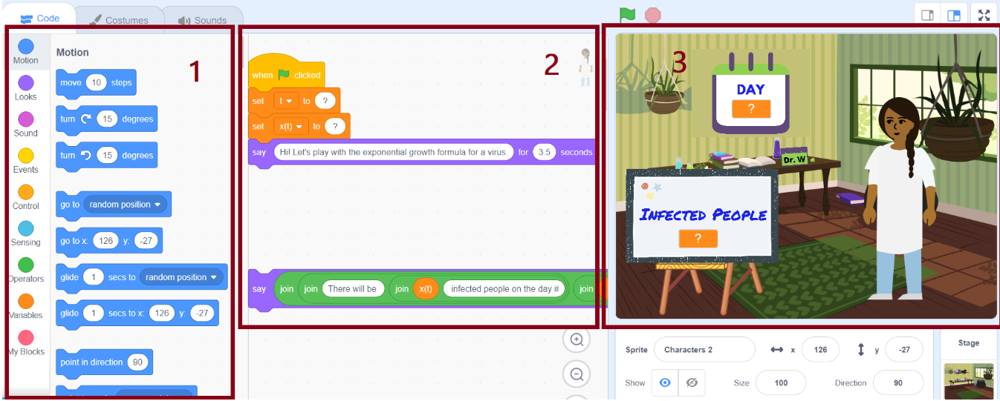 Code
Costumes
Sounds
1
Motion
Looks
Sound
Events
Control
Sensing
Operators
Variables
My Blocks
Motion
move 10 steps
turn 15 degrees
turn 15 degrees
go to random position
go to x: 126 y: -27
glide 1 secs to random position
glide 1 secs to x: 126 y: -27
point in direction 90
2
when clicked
set t to ?
set x(t) to ?
say Hi! Let's play with the exponential growth formula for a virus. for 3.5 seconds
say join join There will be join x(t) infected people on the day # join
3
DAY
?
Dr. W
INFECTED PEOPLE
?
Sprite Characters 2 x 126 y -27
Show Size 100 Direction 90
Stage